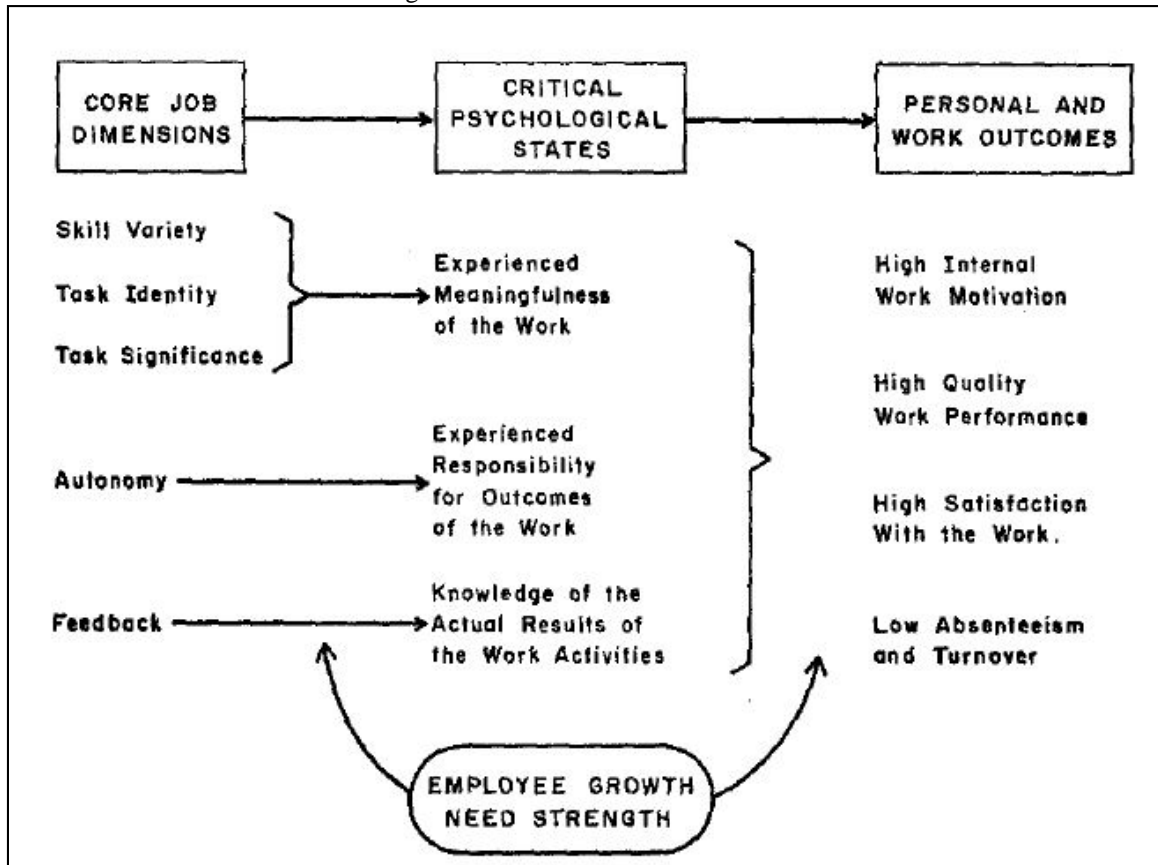 CORE JOB
DIMENSIONS
CRITICAL
PSYCHOLOGICAL
STATES
PERSONAL AND
WORK OUTCOMES
Skill Variety
Task Identity
Task Significance
Experienced
Meaningfulness
of the Work
High Internal
Work Motivation
High Quality
Work Performance
Autonomy
Experienced
Responsibility
for Outcomes
of the Work
High Satisfaction
With the Work.
Feedback
Knowledge of the
Actual Results of
the Work Activities
Low Absenteeism
and Turnover
EMPLOYEE GROWTH
NEED STRENGTH